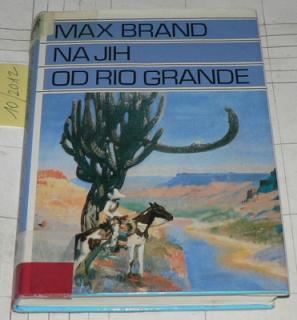 MAX BRAND
NA JIH
OD RIO GRANDE
10/2012